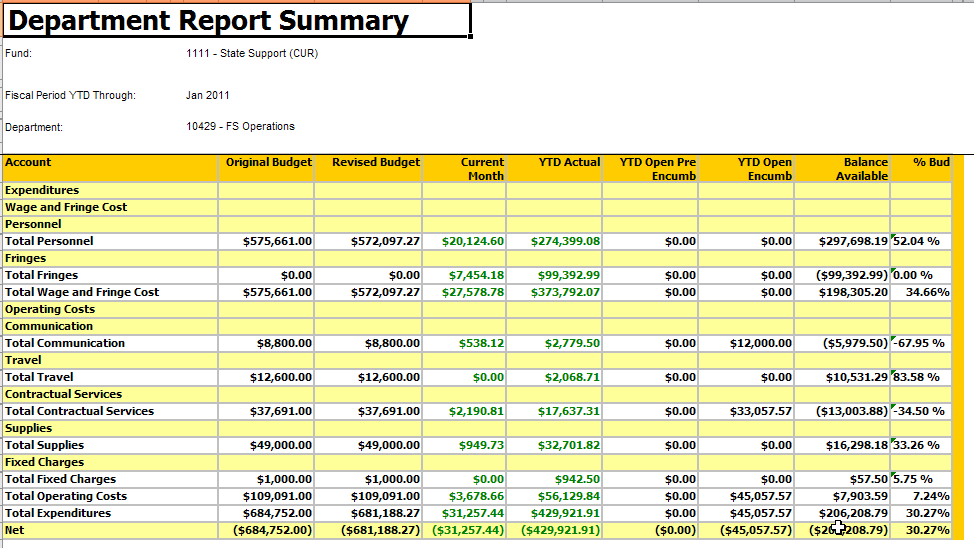 Department Report Summary
Fund: 1111 - State Support (CUR)
Fiscal Period YTD Through: Jan 2011
Department: 10429 - FS Operations
Account Original Budget Revised Budget Current Month YTD Actual YTD Open Pre Encumb YTD Open Encumb Balance Available % Bud
Expenditures
Wage and Fringe Cost
Personnel
Total Personnel $575,661.00 $572,097.27 $20,124.60 $274,399.08 $0.00 $0.00 $297,698.19 52.04 %
Fringes
Total Fringes $0.00 $0.00 $7,454.18 $99,392.99 $0.00 $0.00 ($99,392.99) 0.00 %
Total Wage and Fringe Cost $575,661.00 $572,097.27 $27,578.78 $373,792.07 $0.00 $0.00 $198,305.20 34.66%
Operating Costs
Communication
Total Communication $8,800.00 $8,800.00 $538.12 $2,779.50 $0.00 $12,000.00 ($5,979.50) -67.95 %
Travel
Total Travel $12,600.00 $12,600.00 $0.00 $2,068.71 $0.00 $0.00 $10,531.29 83.58 %
Contractual Services
Total Contractual Services $37,691.00 $37,691.00 $2,190.81 $17,637.31 $0.00 $33,057.57 ($13,003.88) -34.50 %
Supplies
Total Supplies $49,000.00 $49,000.00 $949.73 $32,701.82 $0.00 $0.00 $16,298.18 33.26 %
Fixed Charges
Total Fixed Charges $1,000.00 $1,000.00 $0.00 $942.50 $0.00 $0.00 $57.50 5.75 %
Total Operating Costs $109,091.00 $109,091.00 $3,678.66 $56,129.84 $0.00 $45,057.57 $7,903.59 7.24%
Total Expenditures $684,752.00 $681,188.27 $31,257.44 $429,921.91 $0.00 $45,057.57 $206,208.79 30.27%
Net ($684,752.00) ($681,188.27) ($31,257.44) ($429,921.91) ($0.00) ($45,057.57) 30.27%